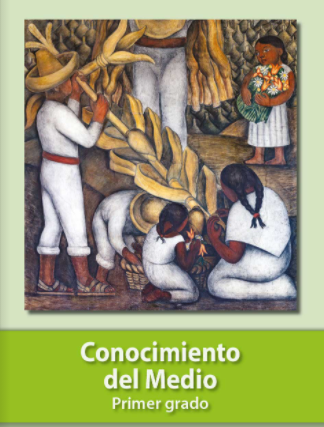 Conocimiento
del Medio
Primer grado